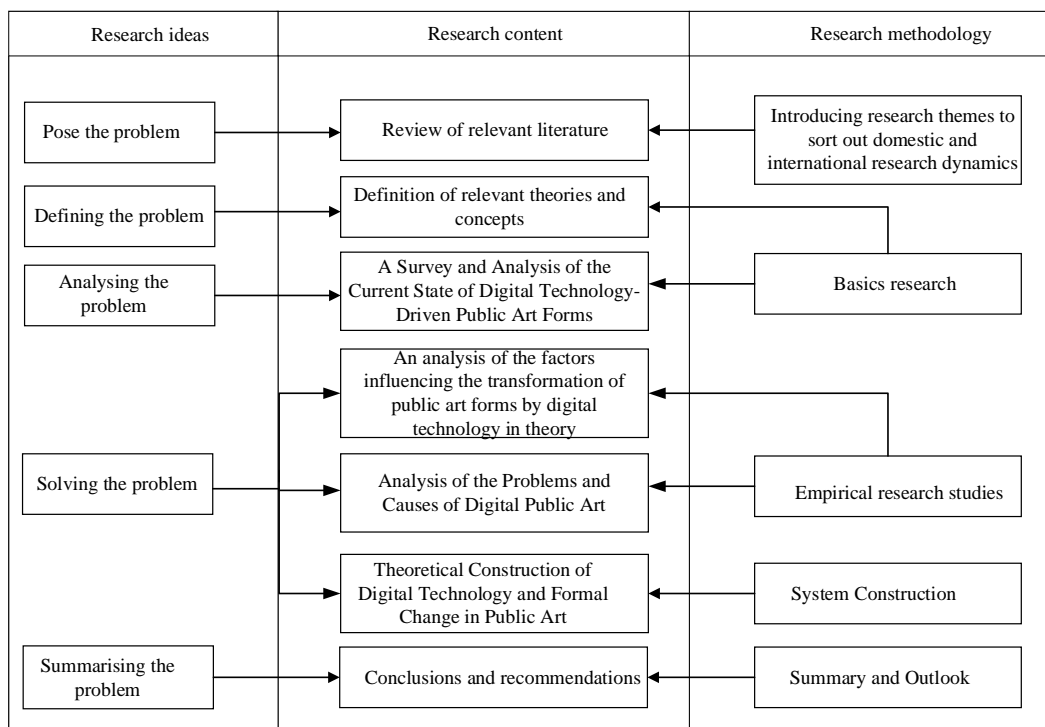 Research ideas
Research content
Research methodology
Pose the problem
Review of relevant literature
Introducing research themes to
sort out domestic and
international research dynamics
Defining the problem
Definition of relevant theories and
concepts
Analysing the
problem
A Survey and Analysis of the
Current State of Digital Technology-
Driven Public Art Forms
Basics research
An analysis of the factors
influencing the transformation of
public art forms by digital
technology in theory
Solving the problem
Analysis of the Problems and
Causes of Digital Public Art
Empirical research studies
Theoretical Construction of
Digital Technology and Formal
Change in Public Art
System Construction
Summarising the
problem
Conclusions and recommendations
Summary and Outlook